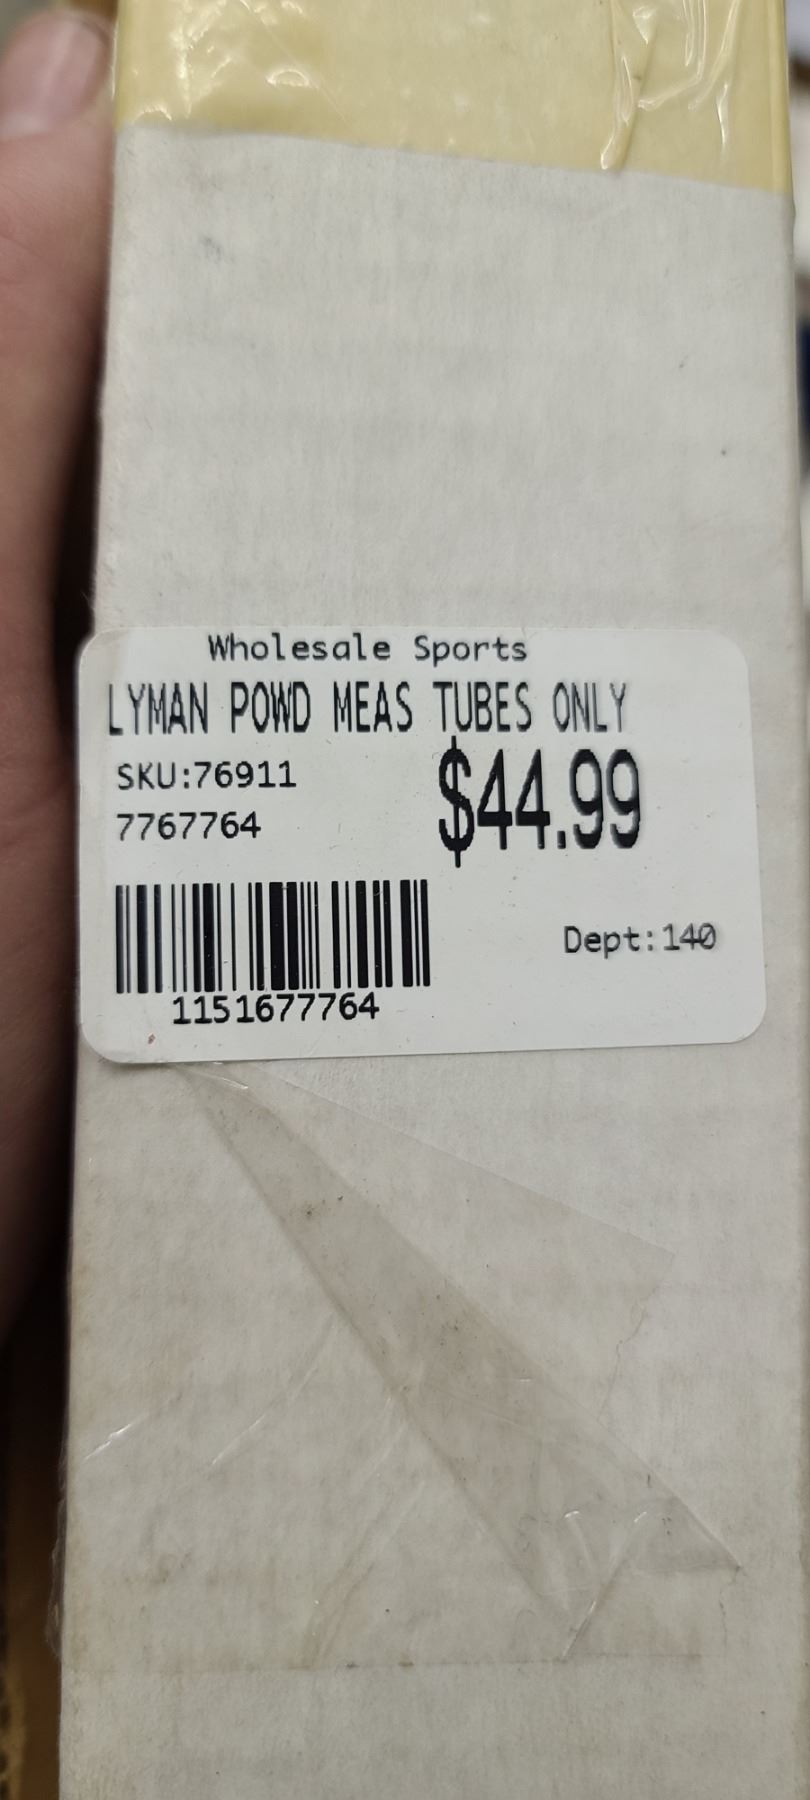 Wholesale Sports
LYMAN POWD MEAS TUBES ONLY
SKU:76911 $44.99
7767764
Dept:140
1151677764